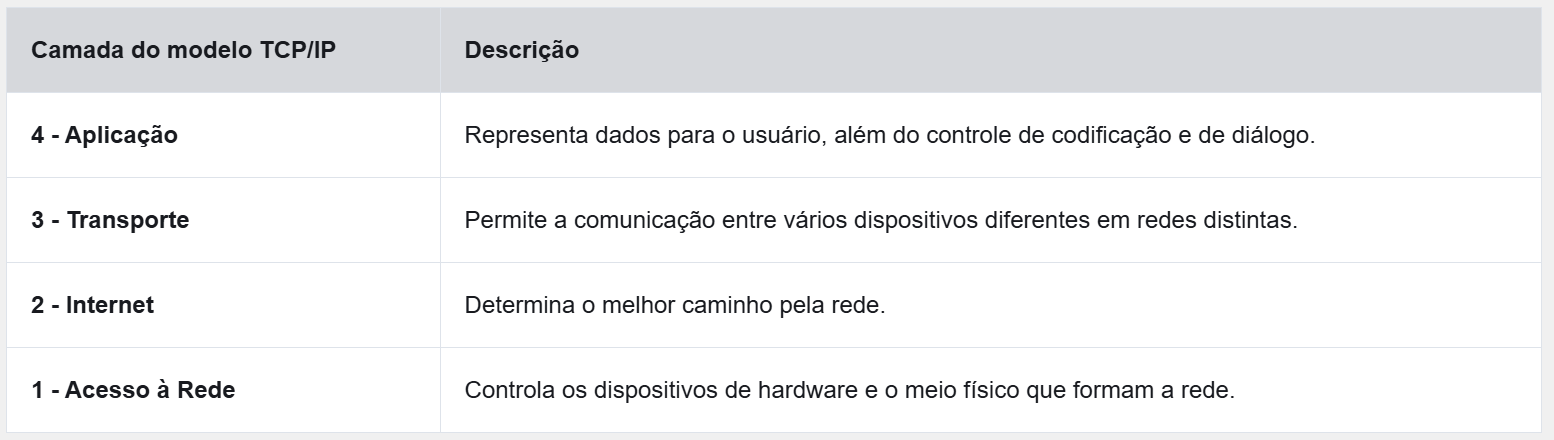 Camada do modelo TCP/IP Descrição
4 - Aplicação Representa dados para o usuário, além do controle de codificação e de diálogo.
3 - Transporte Permite a comunicação entre vários dispositivos diferentes em redes distintas.
2 - Internet Determina o melhor caminho pela rede.
1 - Acesso à Rede Controla os dispositivos de hardware e o meio físico que formam a rede.